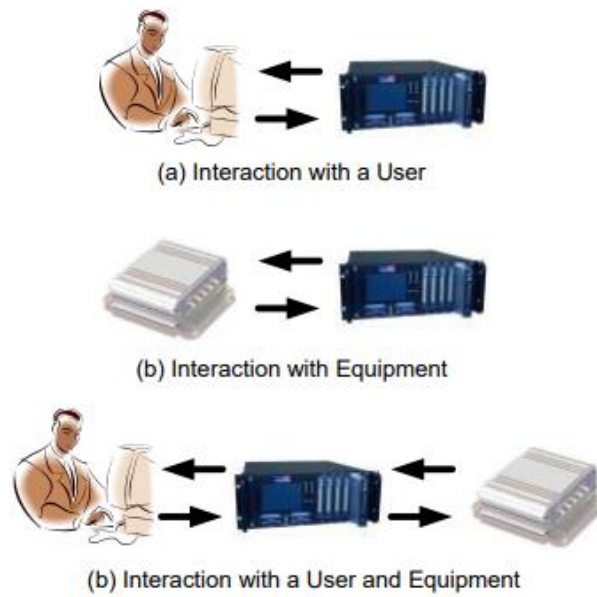 (a) Interaction with a User
(b) Interaction with Equipment
(b) Interaction with a User and Equipment